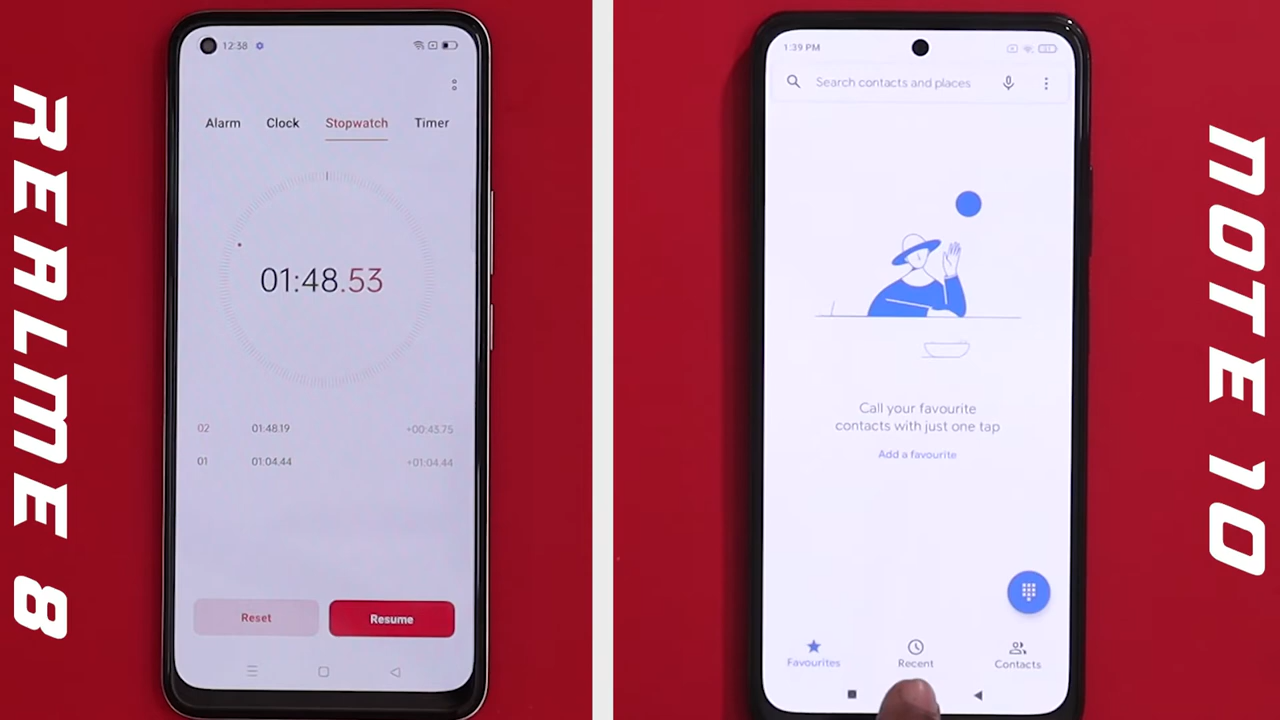 REALME 8
12:38
Alarm Clock Stopwatch Timer
01:48.53
02 01:48.19 +00:43.75
01 01:04.44 +01:04.44
Reset Resume
1:39 PM
Search contacts and places
Call your favourite
contacts with just one tap
Add a favourite
Favourites Recent Contacts
NOTE 10